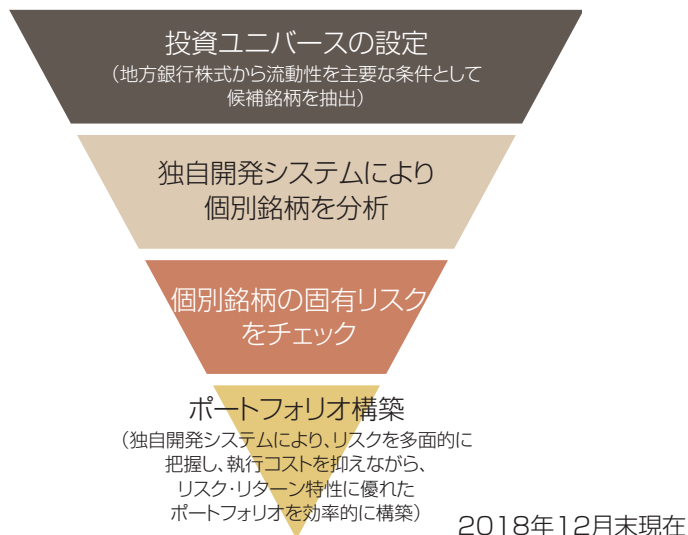 投資ユニバースの設定
（地方銀行株式から流動性を主要な条件として
候補銘柄を抽出）
独自開発システムにより
個別銘柄を分析
個別銘柄の固有リスク
をチェック
ポートフォリオ構築
（独自開発システムにより、リスクを多面的に
把握し、執行コストを抑えながら、
リスク・リターン特性に優れた
ポートフォリオを効率的に構築）
2018年12月末現在